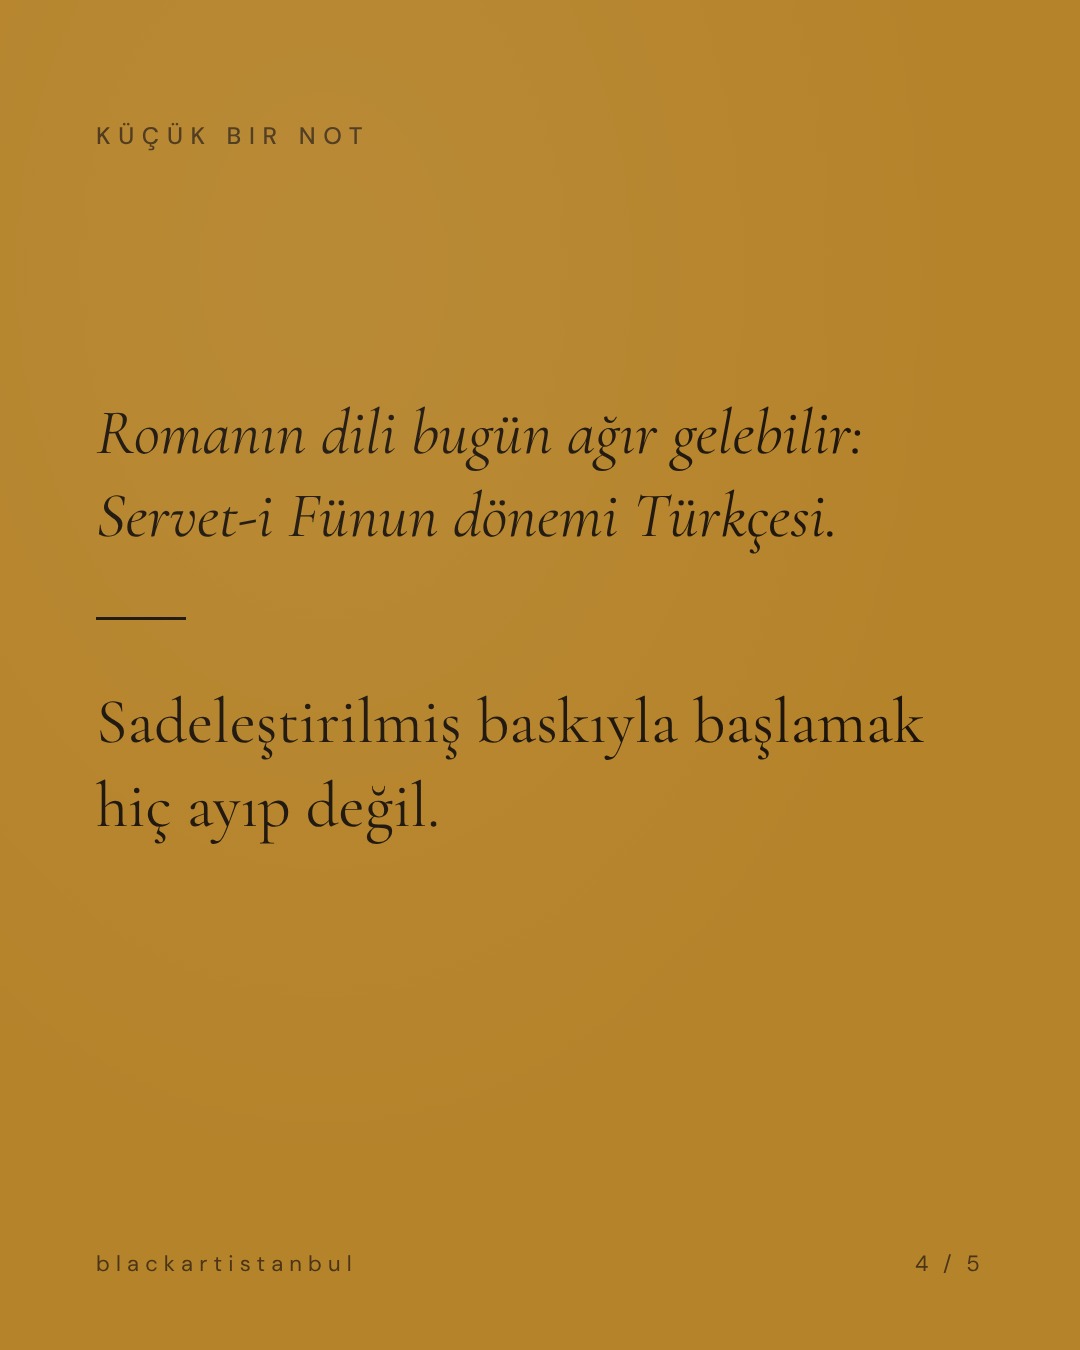 KÜÇÜK BIR NOT
Romanın dili bugün ağır gelebilir:
Servet-i Fünun dönemi Türkçesi.
Sadeleştirilmiş baskıyla başlamak
hiç ayıp değil.
blackartistanbul
4 / 5